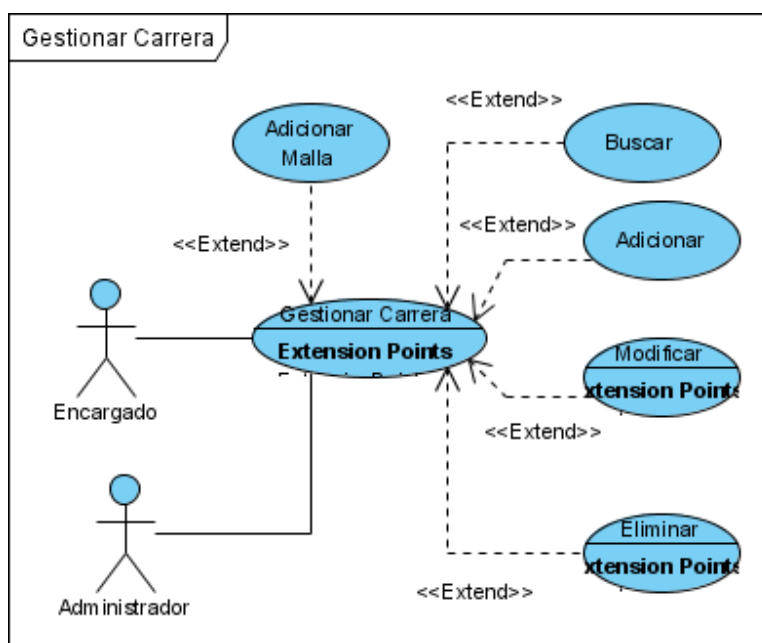 Gestionar Carrera
<<Extend>>
Adicionar
Malla
Buscar
<<Extend>>
<<Extend>>
Adicionar
Gestionar Carrera
Extension Points
Modificar
xtension Points
<<Extend>>
Encargado
Eliminar
xtension Points
<<Extend>>
Administrador